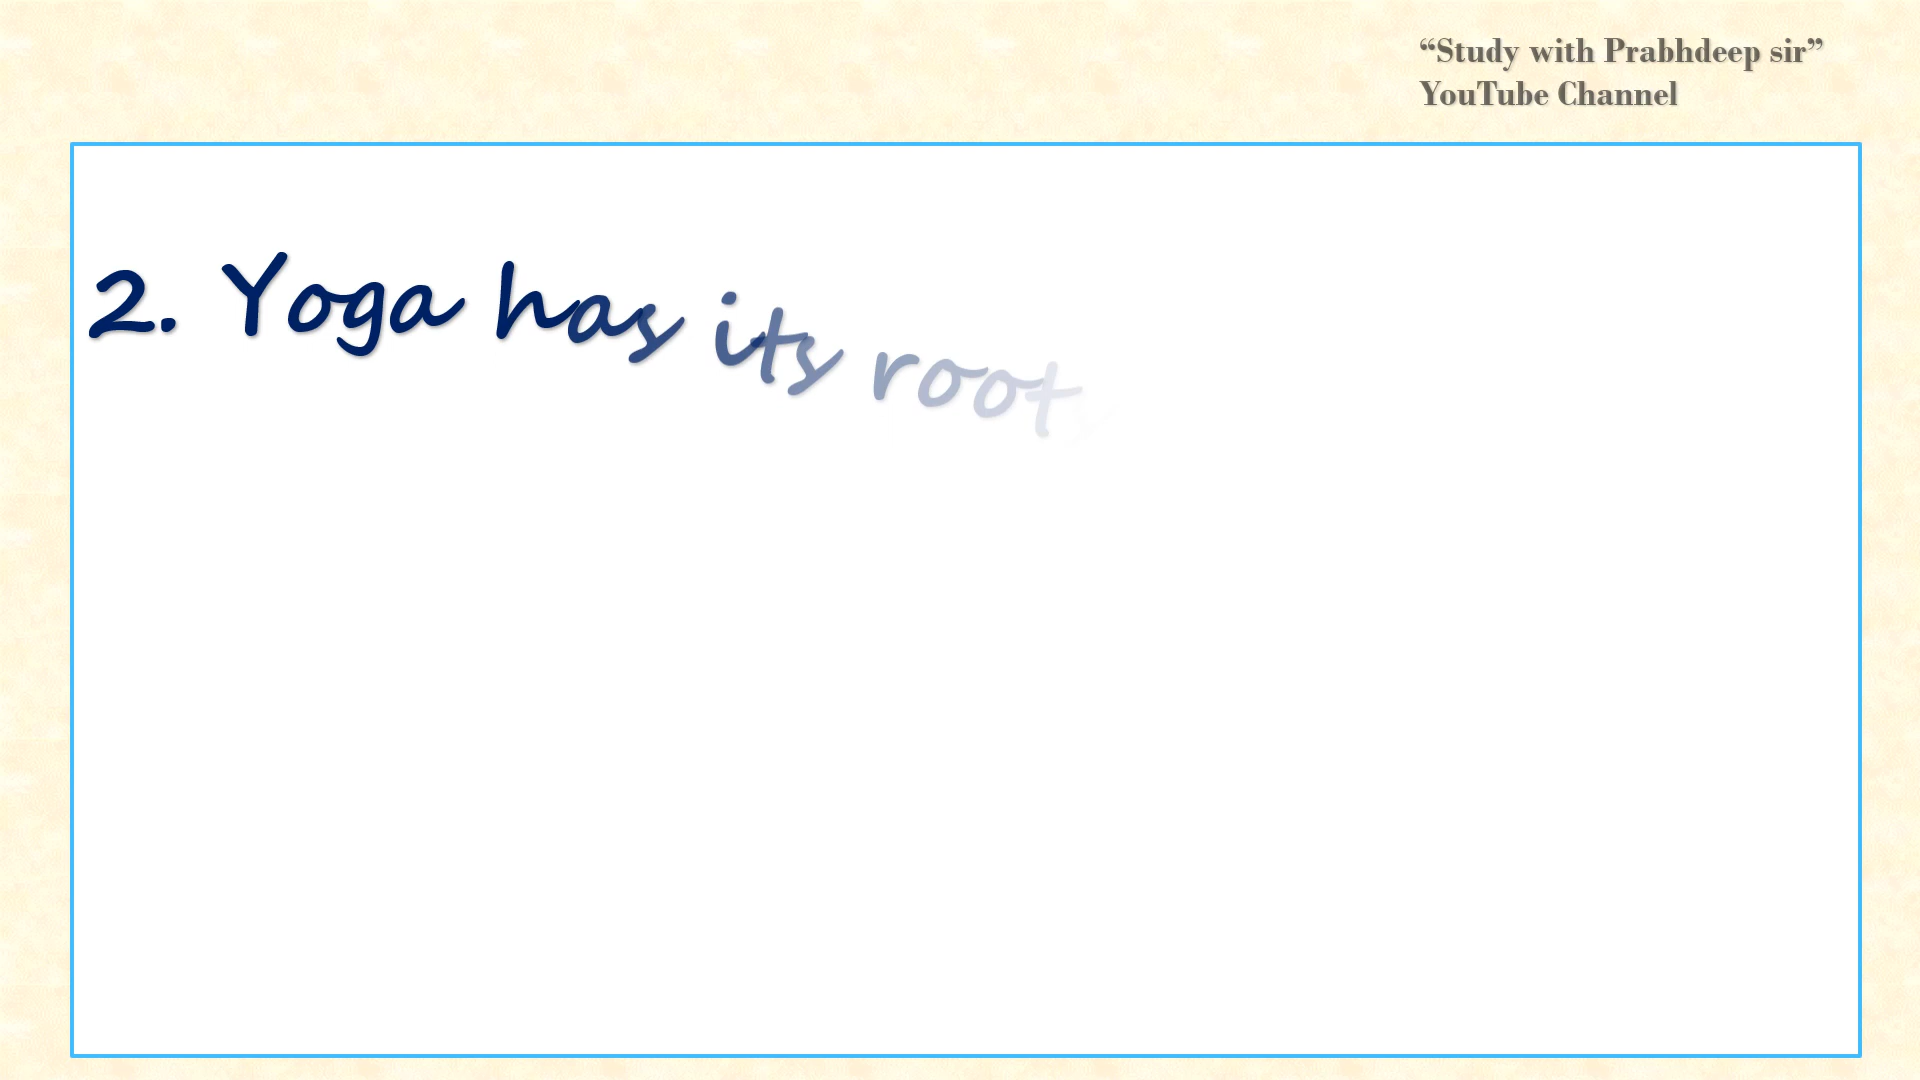 “Study with Prabhdeep sir”
YouTube Channel
2. Yoga has its roots